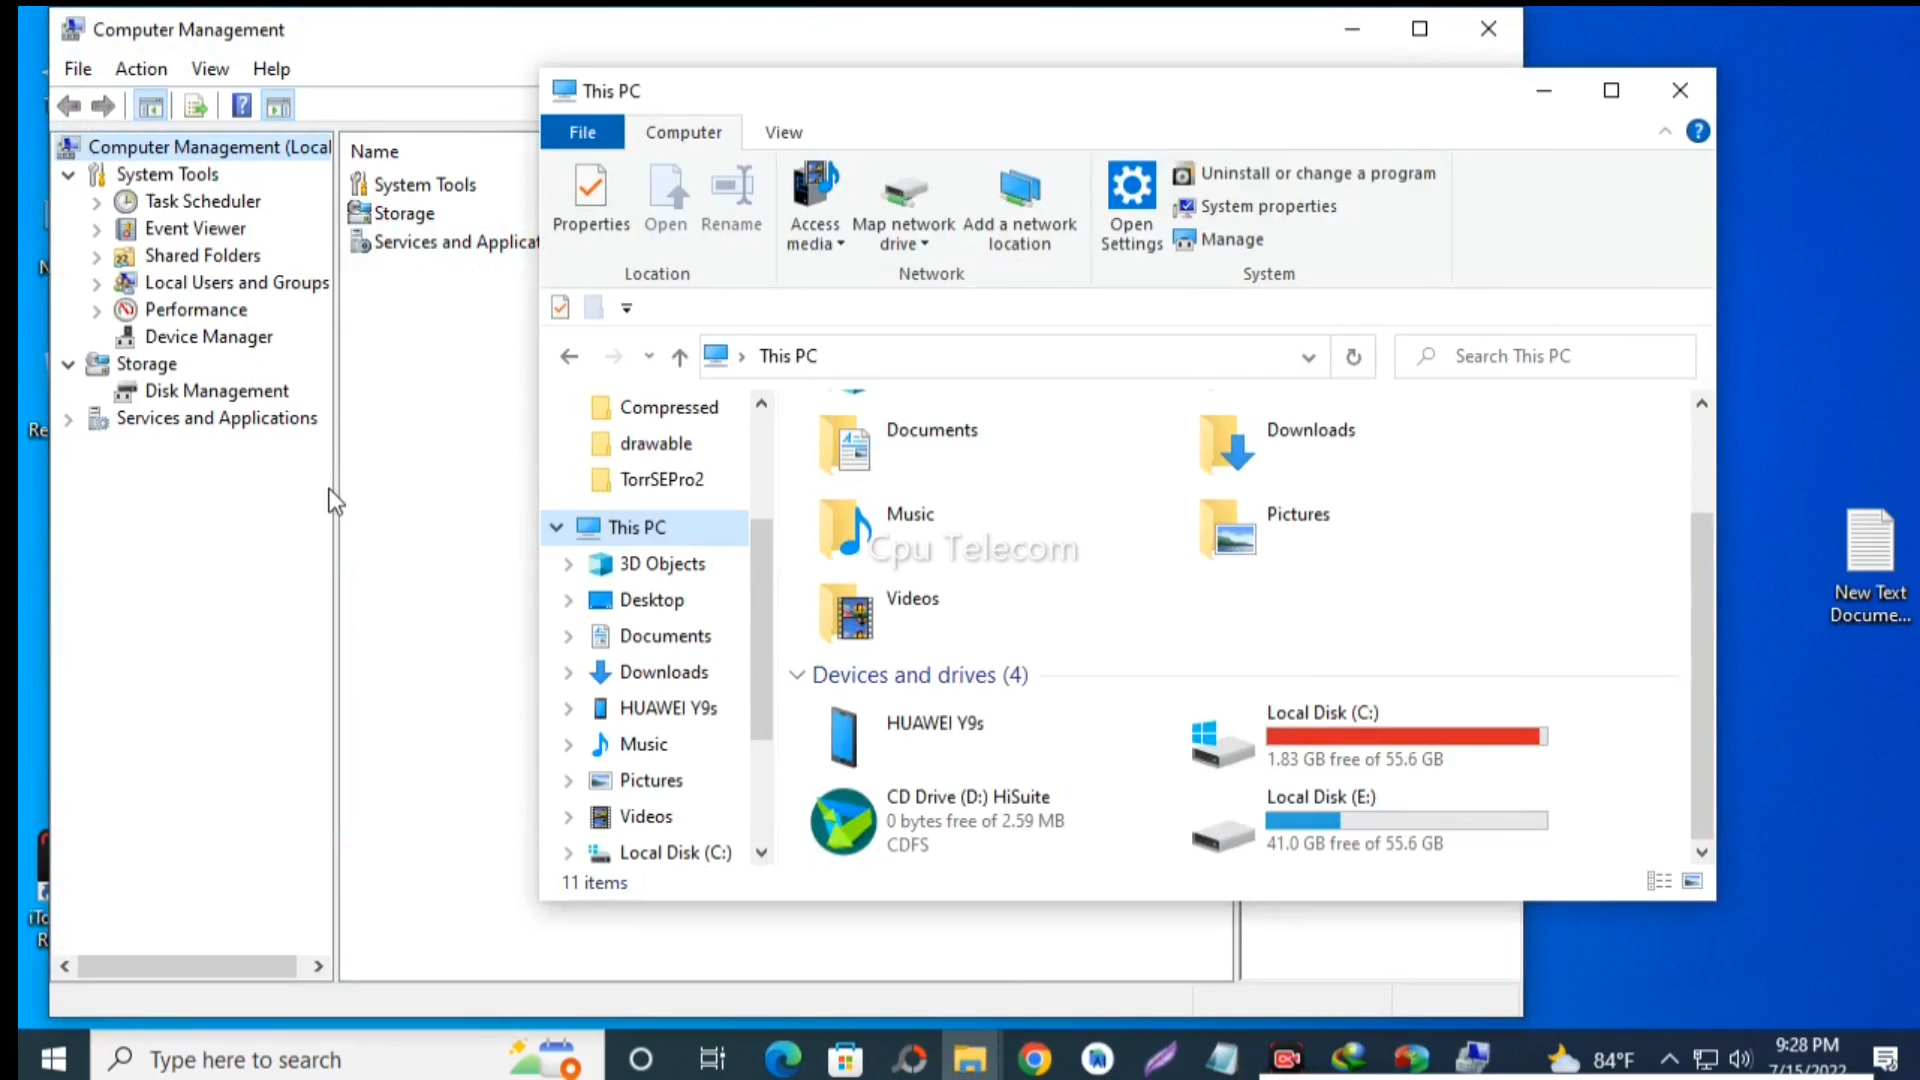 Computer Management
File Action View Help
Computer Management (Local
System Tools
Task Scheduler
Event Viewer
Shared Folders
Local Users and Groups
Performance
Device Manager
Storage
Disk Management
Services and Applications
Name
System Tools
Storage
Services and Applicat
This PC
File Computer View
Properties
Open
Rename
Location
Access
media
Map network
drive
Add a network
location
Network
Open
Settings
Uninstall or change a program
System properties
Manage
System
This PC
Search This PC
Compressed
drawable
TorrSEPro2
This PC
3D Objects
Desktop
Documents
Downloads
HUAWEI Y9s
Music
Pictures
Videos
Local Disk (C:)
Documents
Downloads
Music
Pictures
Cpu Telecom
Videos
Devices and drives (4)
HUAWEI Y9s
Local Disk (C:)
1.83 GB free of 55.6 GB
CD Drive (D:) HiSuite
0 bytes free of 2.59 MB
CDFS
Local Disk (E:)
41.0 GB free of 55.6 GB
11 items
New Text
Docume...
Re
iTo
R
Type here to search
84°F
9:28 PM
7/15/2022